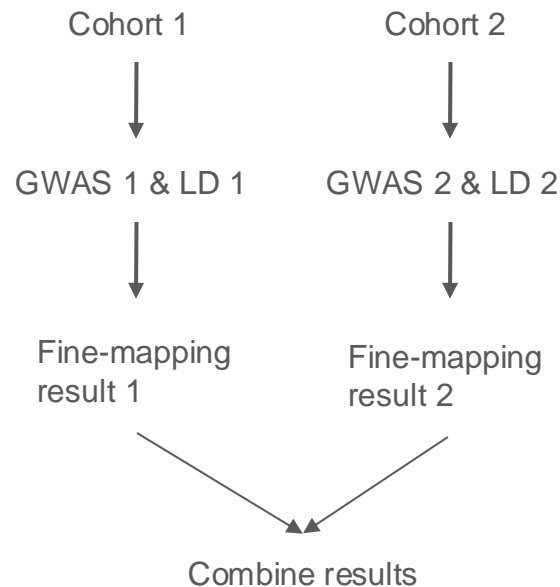 Cohort 1
Cohort 2
GWAS 1 & LD 1
GWAS 2 & LD 2
Fine-mapping
result 1
Fine-mapping
result 2
Combine results